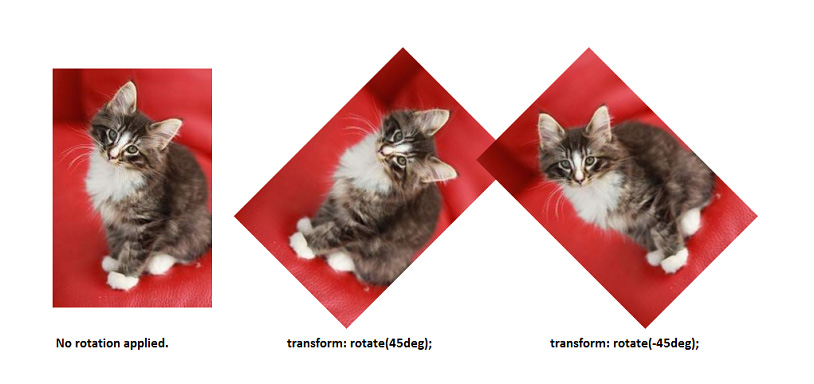 No rotation applied.
transform: rotate(45deg);
transform: rotate(-45deg);